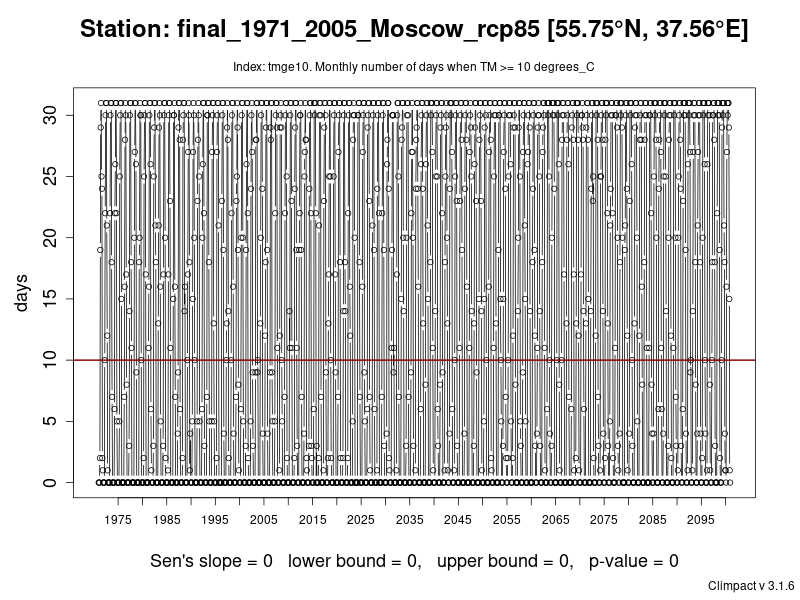 Station: final_1971_2005_Moscow_rcp85 [55.75°N, 37.56°E]
Index: tmge10. Monthly number of days when TM >= 10 degrees_C
days
30
25
20
15
10
5
0
1975 1985 1995 2005 2015 2025 2035 2045 2055 2065 2075 2085 2095
Sen's slope = 0 lower bound = 0, upper bound = 0, p-value = 0
Climpact v 3.1.6